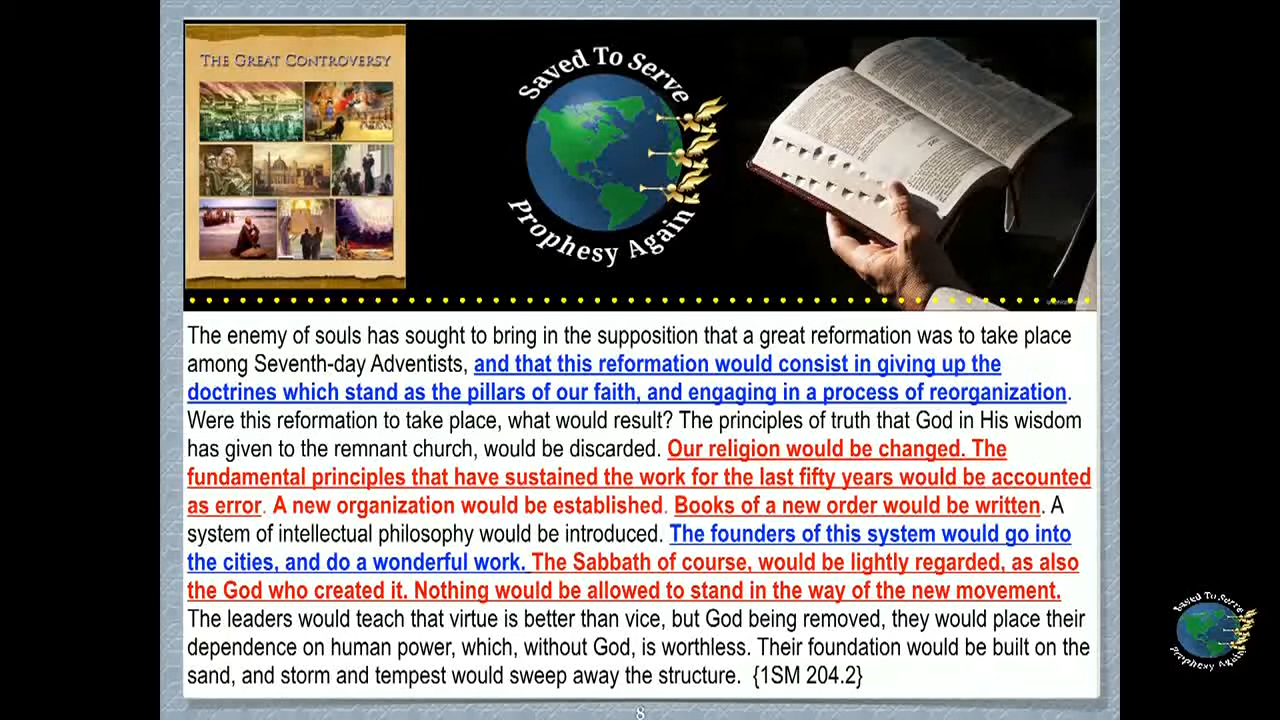 THE GREAT CONTROVERSY
Saved To Serve
Prophesy Again
The enemy of souls has sought to bring in the supposition that a great reformation was to take place
among Seventh-day Adventists, and that this reformation would consist in giving up the
doctrines which stand as the pillars of our faith, and engaging in a process of reorganization.
Were this reformation to take place, what would result? The principles of truth that God in His wisdom
has given to the remnant church, would be discarded. Our religion would be changed. The
fundamental principles that have sustained the work for the last fifty years would be accounted
as error. A new organization would be established. Books of a new order would be written. A
system of intellectual philosophy would be introduced. The founders of this system would go into
the cities, and do a wonderful work. The Sabbath of course, would be lightly regarded, as also
the God who created it. Nothing would be allowed to stand in the way of the new movement.
The leaders would teach that virtue is better than vice, but God being removed, they would place their
dependence on human power, which, without God, is worthless. Their foundation would be built on the
sand, and storm and tempest would sweep away the structure. {1SM 204.2}
Saved To Serve
Prophesy Again
8